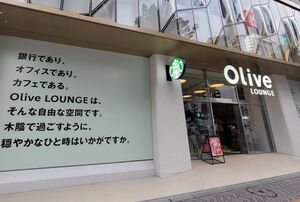 銀行であり、
オフィスであり、
カフェである。
Olive LOUNGEは、
そんな自由な空間です。
木陰で過ごすように、
穏やかなひと時はいかがですか。
Olive
LOUNGE